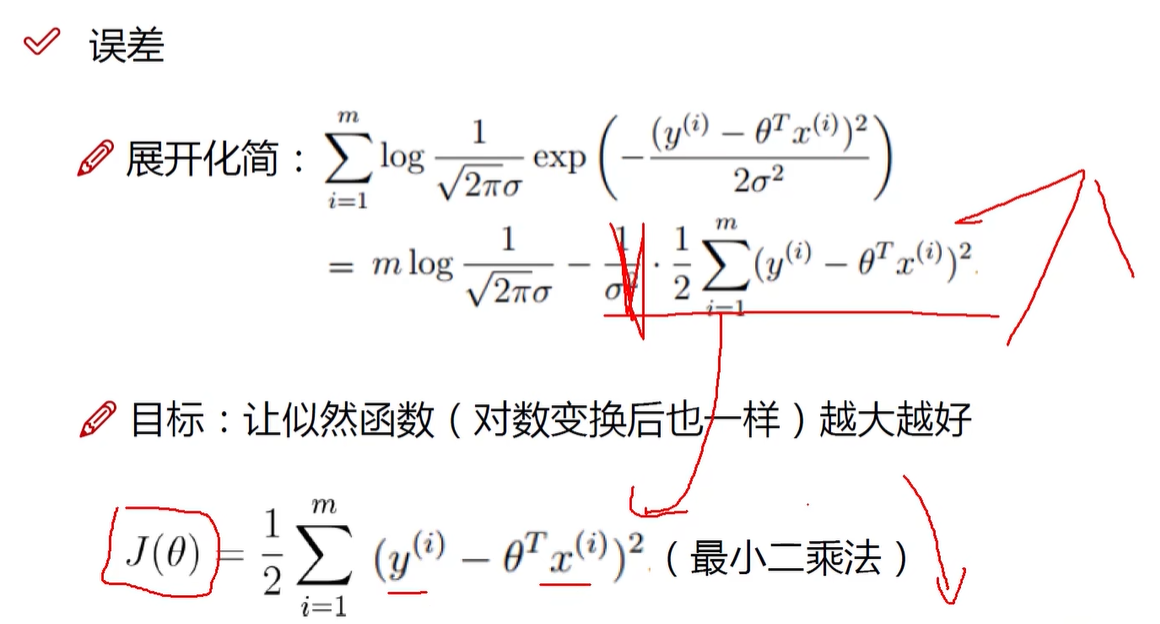 误差
展开化简：$\sum_{i=1}^{m} \log \frac{1}{\sqrt{2\pi}\sigma} \exp\left(-\frac{(y^{(i)} - \theta^T x^{(i)})^2}{2\sigma^2}\right)$
$= m \log \frac{1}{\sqrt{2\pi}\sigma} - \frac{1}{\sigma^2} \cdot \frac{1}{2} \sum_{i=1}^{m} (y^{(i)} - \theta^T x^{(i)})^2.$
目标：让似然函数（对数变换后也一样）越大越好
$J(\theta) = \frac{1}{2} \sum_{i=1}^{m} (y^{(i)} - \theta^T x^{(i)})^2.$（最小二乘法）